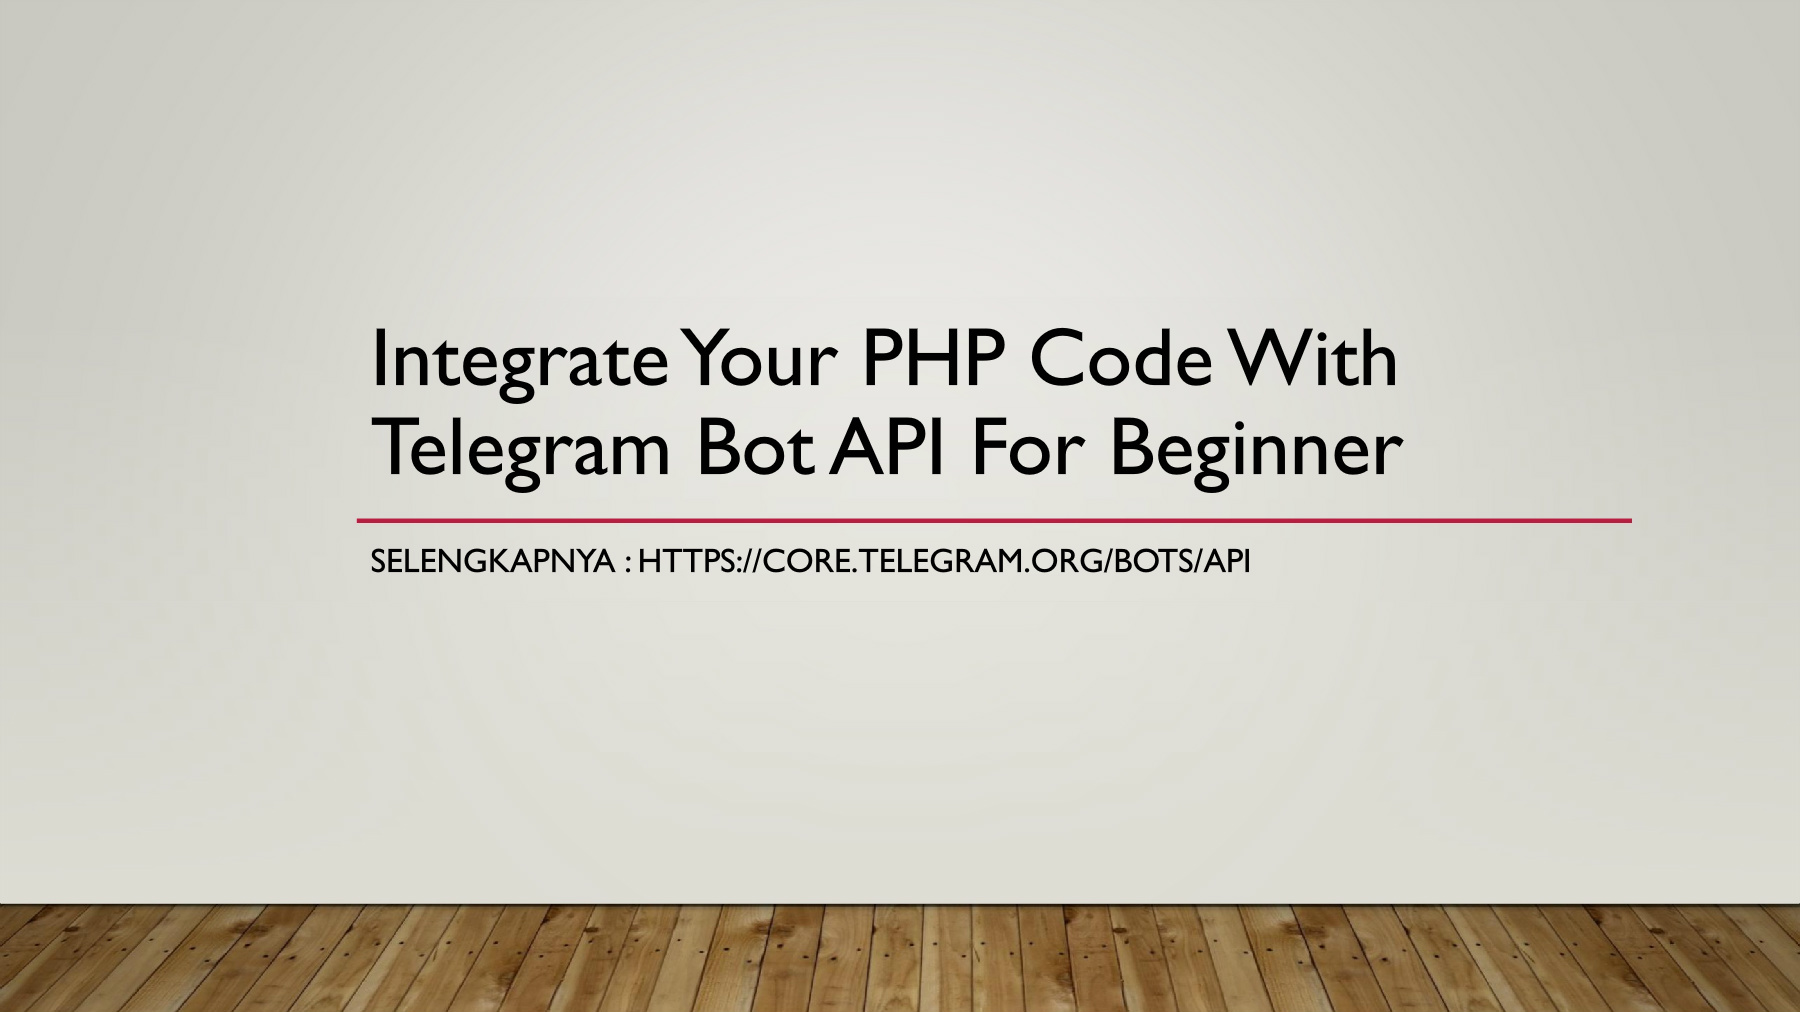 Integrate Your PHP Code With
Telegram Bot API For Beginner
SELENGKAPNYA : HTTPS://CORE.TELEGRAM.ORG/BOTS/API